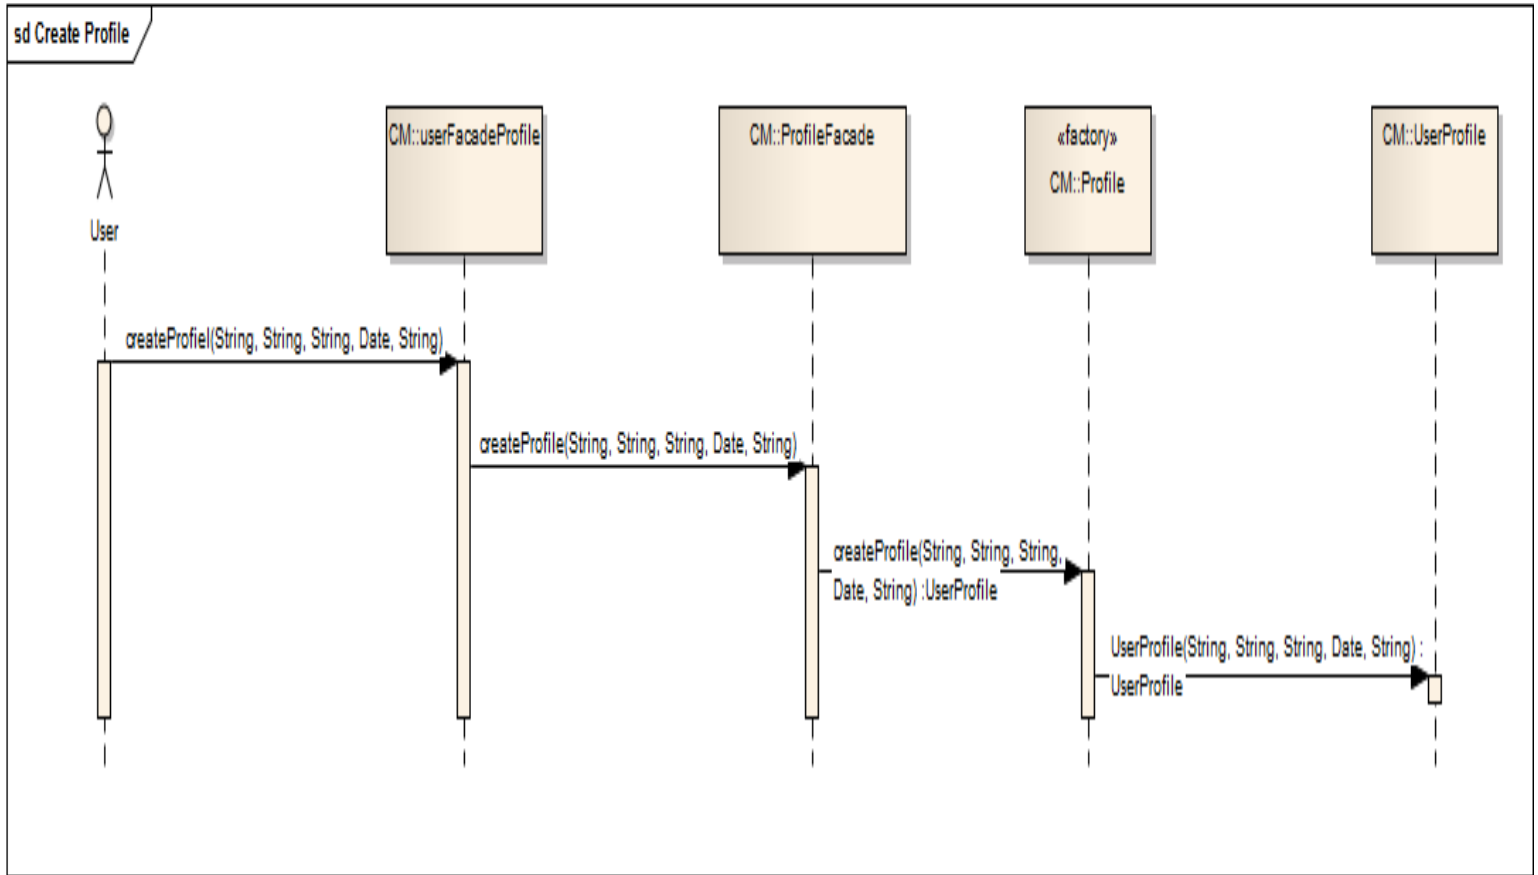 sd Create Profile
CM::userFacadeProfile
CM::ProfileFacade
«factory»
CM::Profile
CM::UserProfile
User
createProfiel(String, String, String, Date, String)
createProfile(String, String, String, Date, String)
createProfile(String, String, String,
Date, String) :UserProfile
UserProfile(String, String, String, Date, String) :
UserProfile